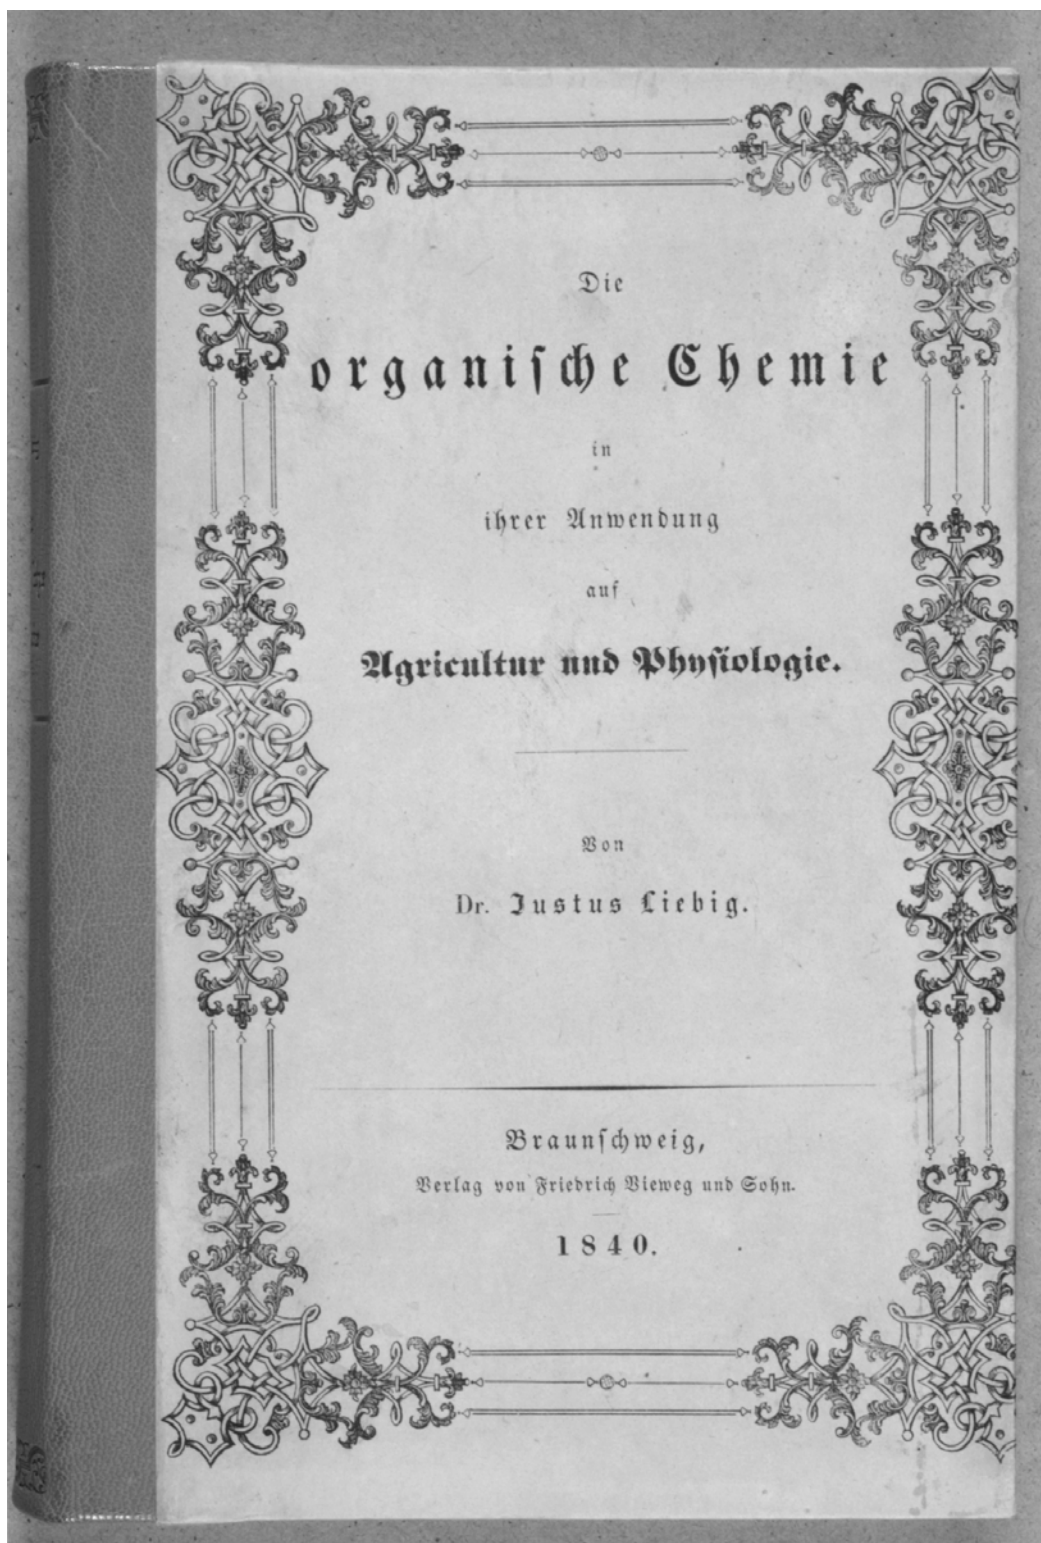 Die
organiſche Chemie
in
ihrer Anwendung
auf
Agricultur und Phyſiologie.
Von
Dr. Justus Liebig.
Braunſchweig,
Verlag von Friedrich Vieweg und Sohn.
1840.